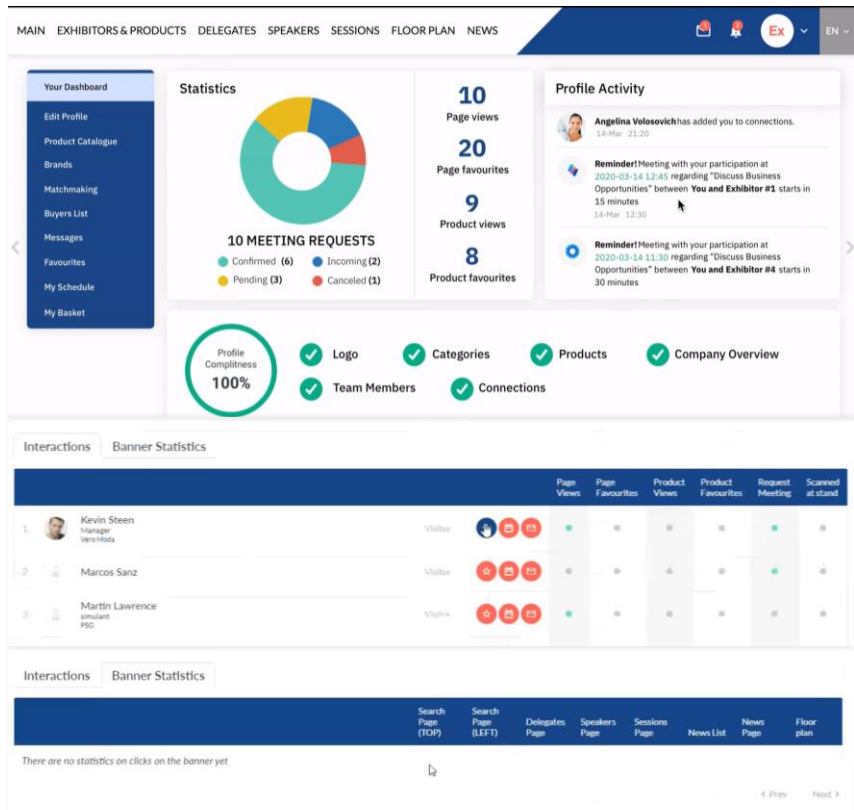 MAIN EXHIBITORS & PRODUCTS DELEGATES SPEAKERS SESSIONS FLOOR PLAN NEWS
Ex
EN
Your Dashboard
Edit Profile
Product Catalogue
Brands
Matchmaking
Buyers List
Messages
Favourites
My Schedule
My Basket
Statistics
10 MEETING REQUESTS
Confirmed (6) Incoming (2)
Pending (3) Canceled (1)
10
Page views
20
Page favourites
9
Product views
8
Product favourites
Profile Activity
Angelina Volosovich has added you to connections.
14-Mar 21:20
Reminder! Meeting with your participation at
2020-03-14 12:45 regarding "Discuss Business
Opportunities" between You and Exhibitor #1 starts in
15 minutes
14-Mar 12:30
Reminder! Meeting with your participation at
2020-03-14 11:30 regarding "Discuss Business
Opportunities" between You and Exhibitor #4 starts in
30 minutes
Profile
Complitness
100%
Logo Categories Products Company Overview
Team Members Connections
Interactions Banner Statistics
Page Views Page Favourites Product Views Product Favourites Request Meeting Scanned at stand
1 Kevin Steen
Manager
Vero Moda
Visitor
2 Marcos Sanz
Visitor
3 Martin Lawrence
simulant
PSG
Visitor
Interactions Banner Statistics
Search Page (TOP) Search Page (LEFT) Delegates Page Speakers Page Sessions Page News List News Page Floor plan
There are no statistics on clicks on the banner yet
< Prev Next >